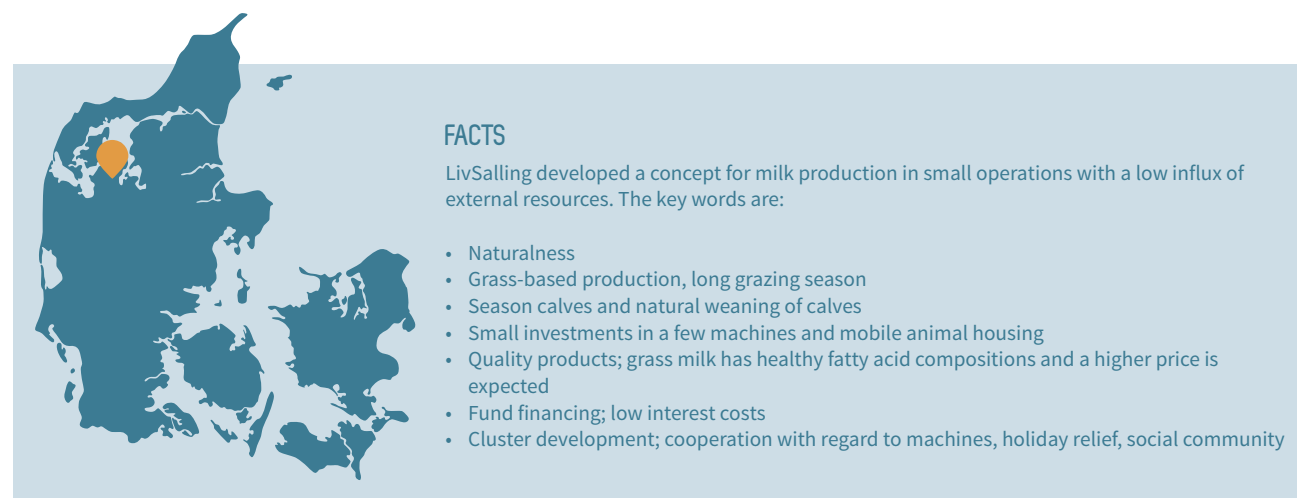 FACTS
LivSalling developed a concept for milk production in small operations with a low influx of
external resources. The key words are:
• Naturalness
• Grass-based production, long grazing season
• Season calves and natural weaning of calves
• Small investments in a few machines and mobile animal housing
• Quality products; grass milk has healthy fatty acid compositions and a higher price is
expected
• Fund financing; low interest costs
• Cluster development; cooperation with regard to machines, holiday relief, social community